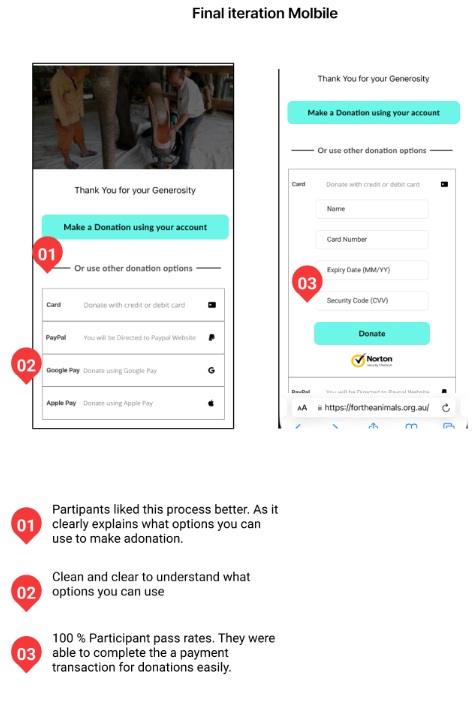 Final iteration Molbile
Thank You for your Generosity
Make a Donation using your account
01
Or use other donation options
Card Donate with credit or debit card
PayPal You will be Directed to Paypal Website
02
Google Pay Donate using Google Pay G
Apple Pay Donate using Apple Pay
Thank You for your Generosity
Make a Donation using your account
Or use other donation options
Card Donate with credit or debit card
Name
Card Number
03
Expiry Date (MM/YY)
Security Code (CVV)
Donate
Norton
PayPal You will be Directed to Paypal Website
AA https://fortheanimals.org.au/
01
Partipants liked this process better. As it
clearly explains what options you can
use to make adonation.
02
Clean and clear to understand what
options you can use
03
100 % Participant pass rates. They were
able to complete the a payment
transaction for donations easily.